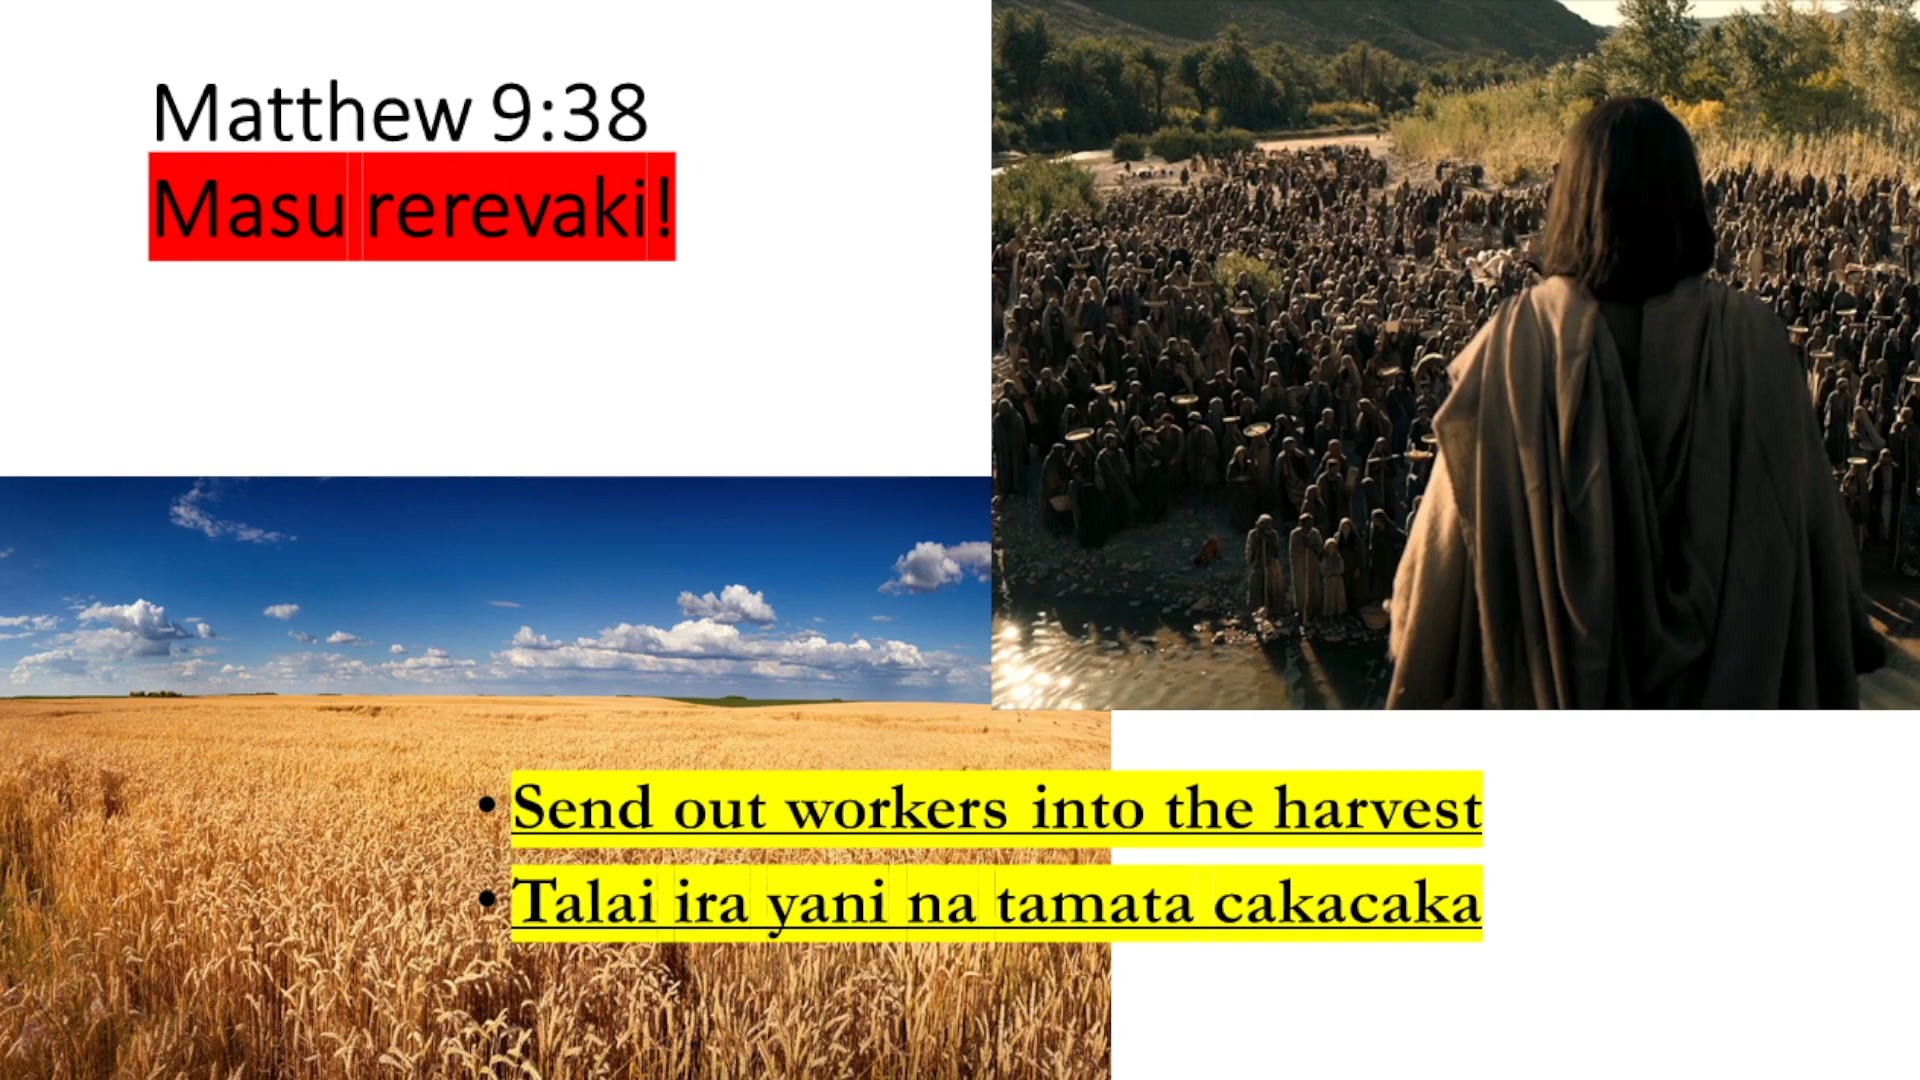 Matthew 9:38
Masu rerevaki!
• Send out workers into the harvest
• Talai ira yani na tamata cakacaka